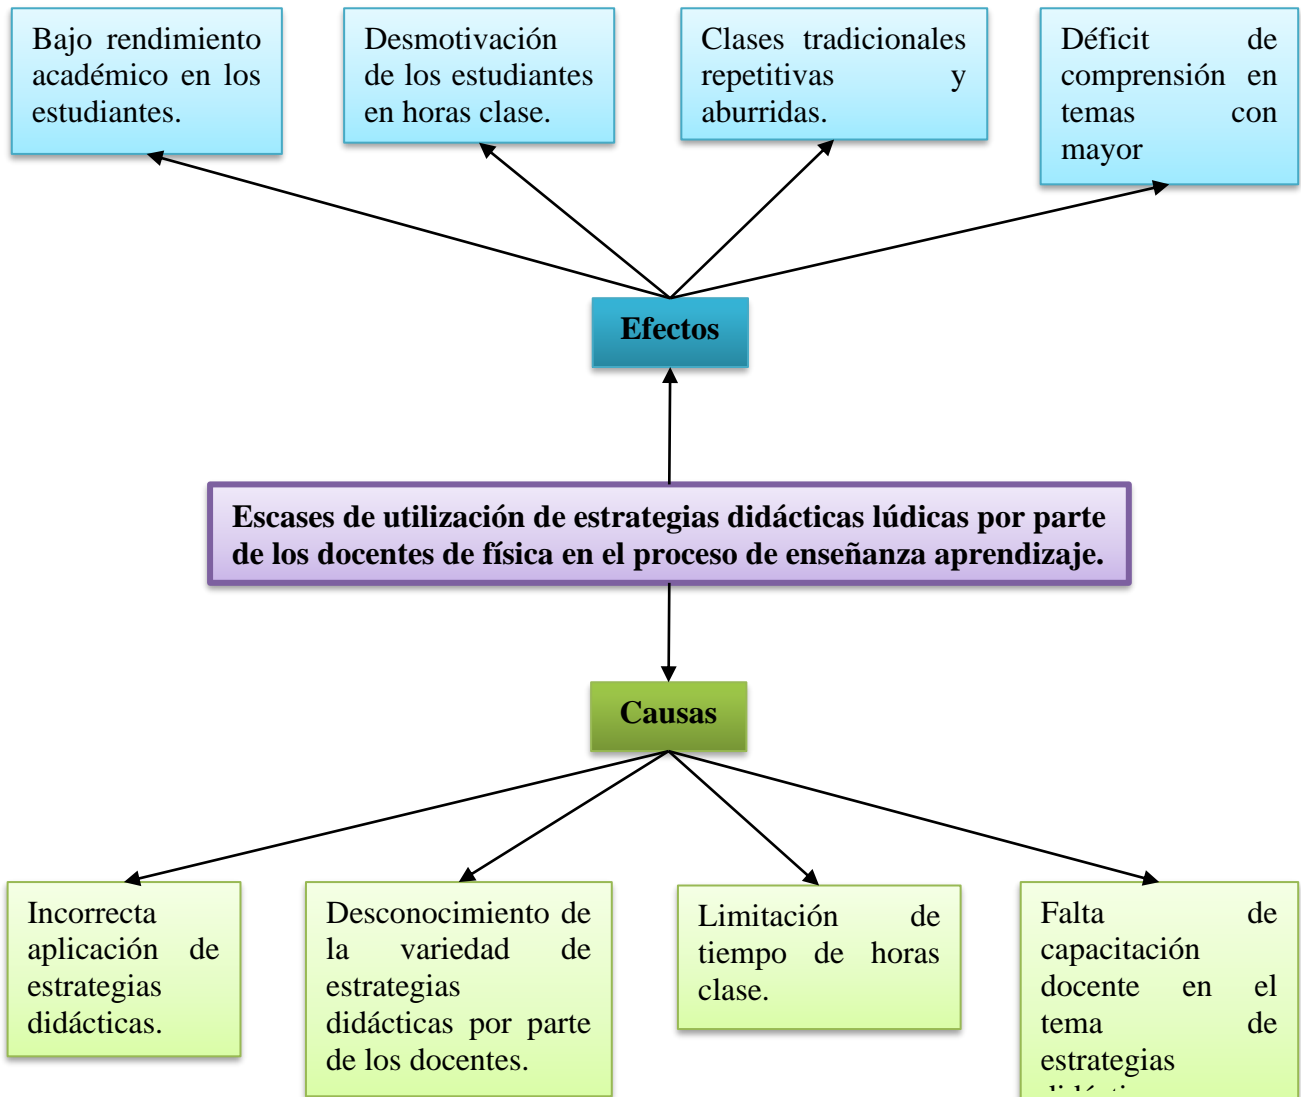 Bajo rendimiento
académico en los
estudiantes.
Desmotivación
de los estudiantes
en horas clase.
Clases tradicionales
repetitivas y
aburridas.
Déficit de
comprensión en
temas con
mayor
Efectos
Escases de utilización de estrategias didácticas lúdicas por parte
de los docentes de física en el proceso de enseñanza aprendizaje.
Causas
Incorrecta
aplicación de
estrategias
didácticas.
Desconocimiento de
la variedad de
estrategias
didácticas por parte
de los docentes.
Limitación de
tiempo de horas
clase.
Falta de
capacitación
docente en el
tema de
estrategias